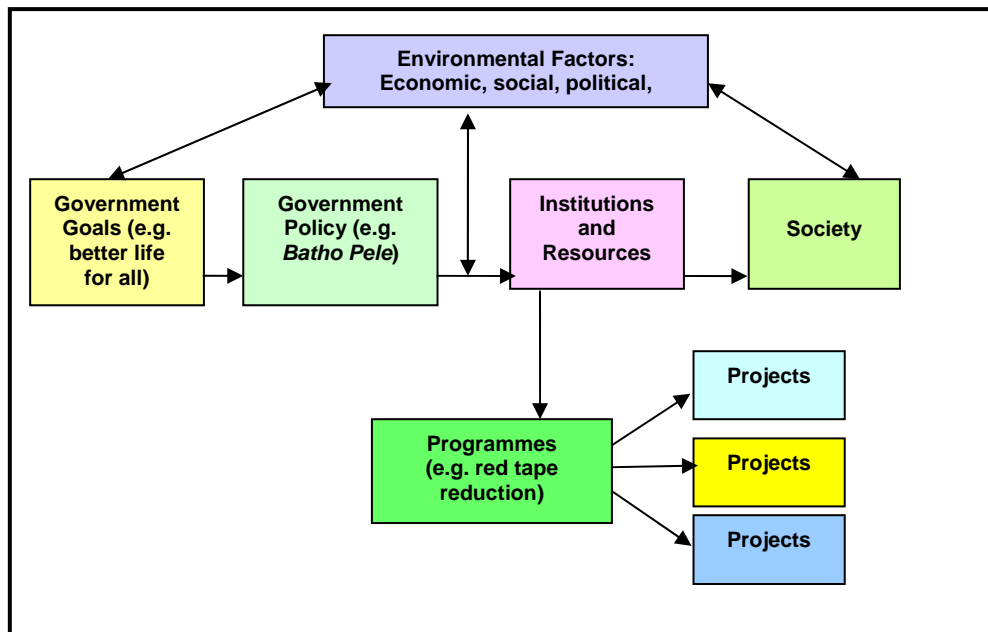 Environmental Factors:
Economic, social, political,
Government
Goals (e.g.
better life
for all)
Government
Policy (e.g.
Batho Pele)
Institutions
and
Resources
Society
Projects
Programmes
(e.g. red tape
reduction)
Projects
Projects